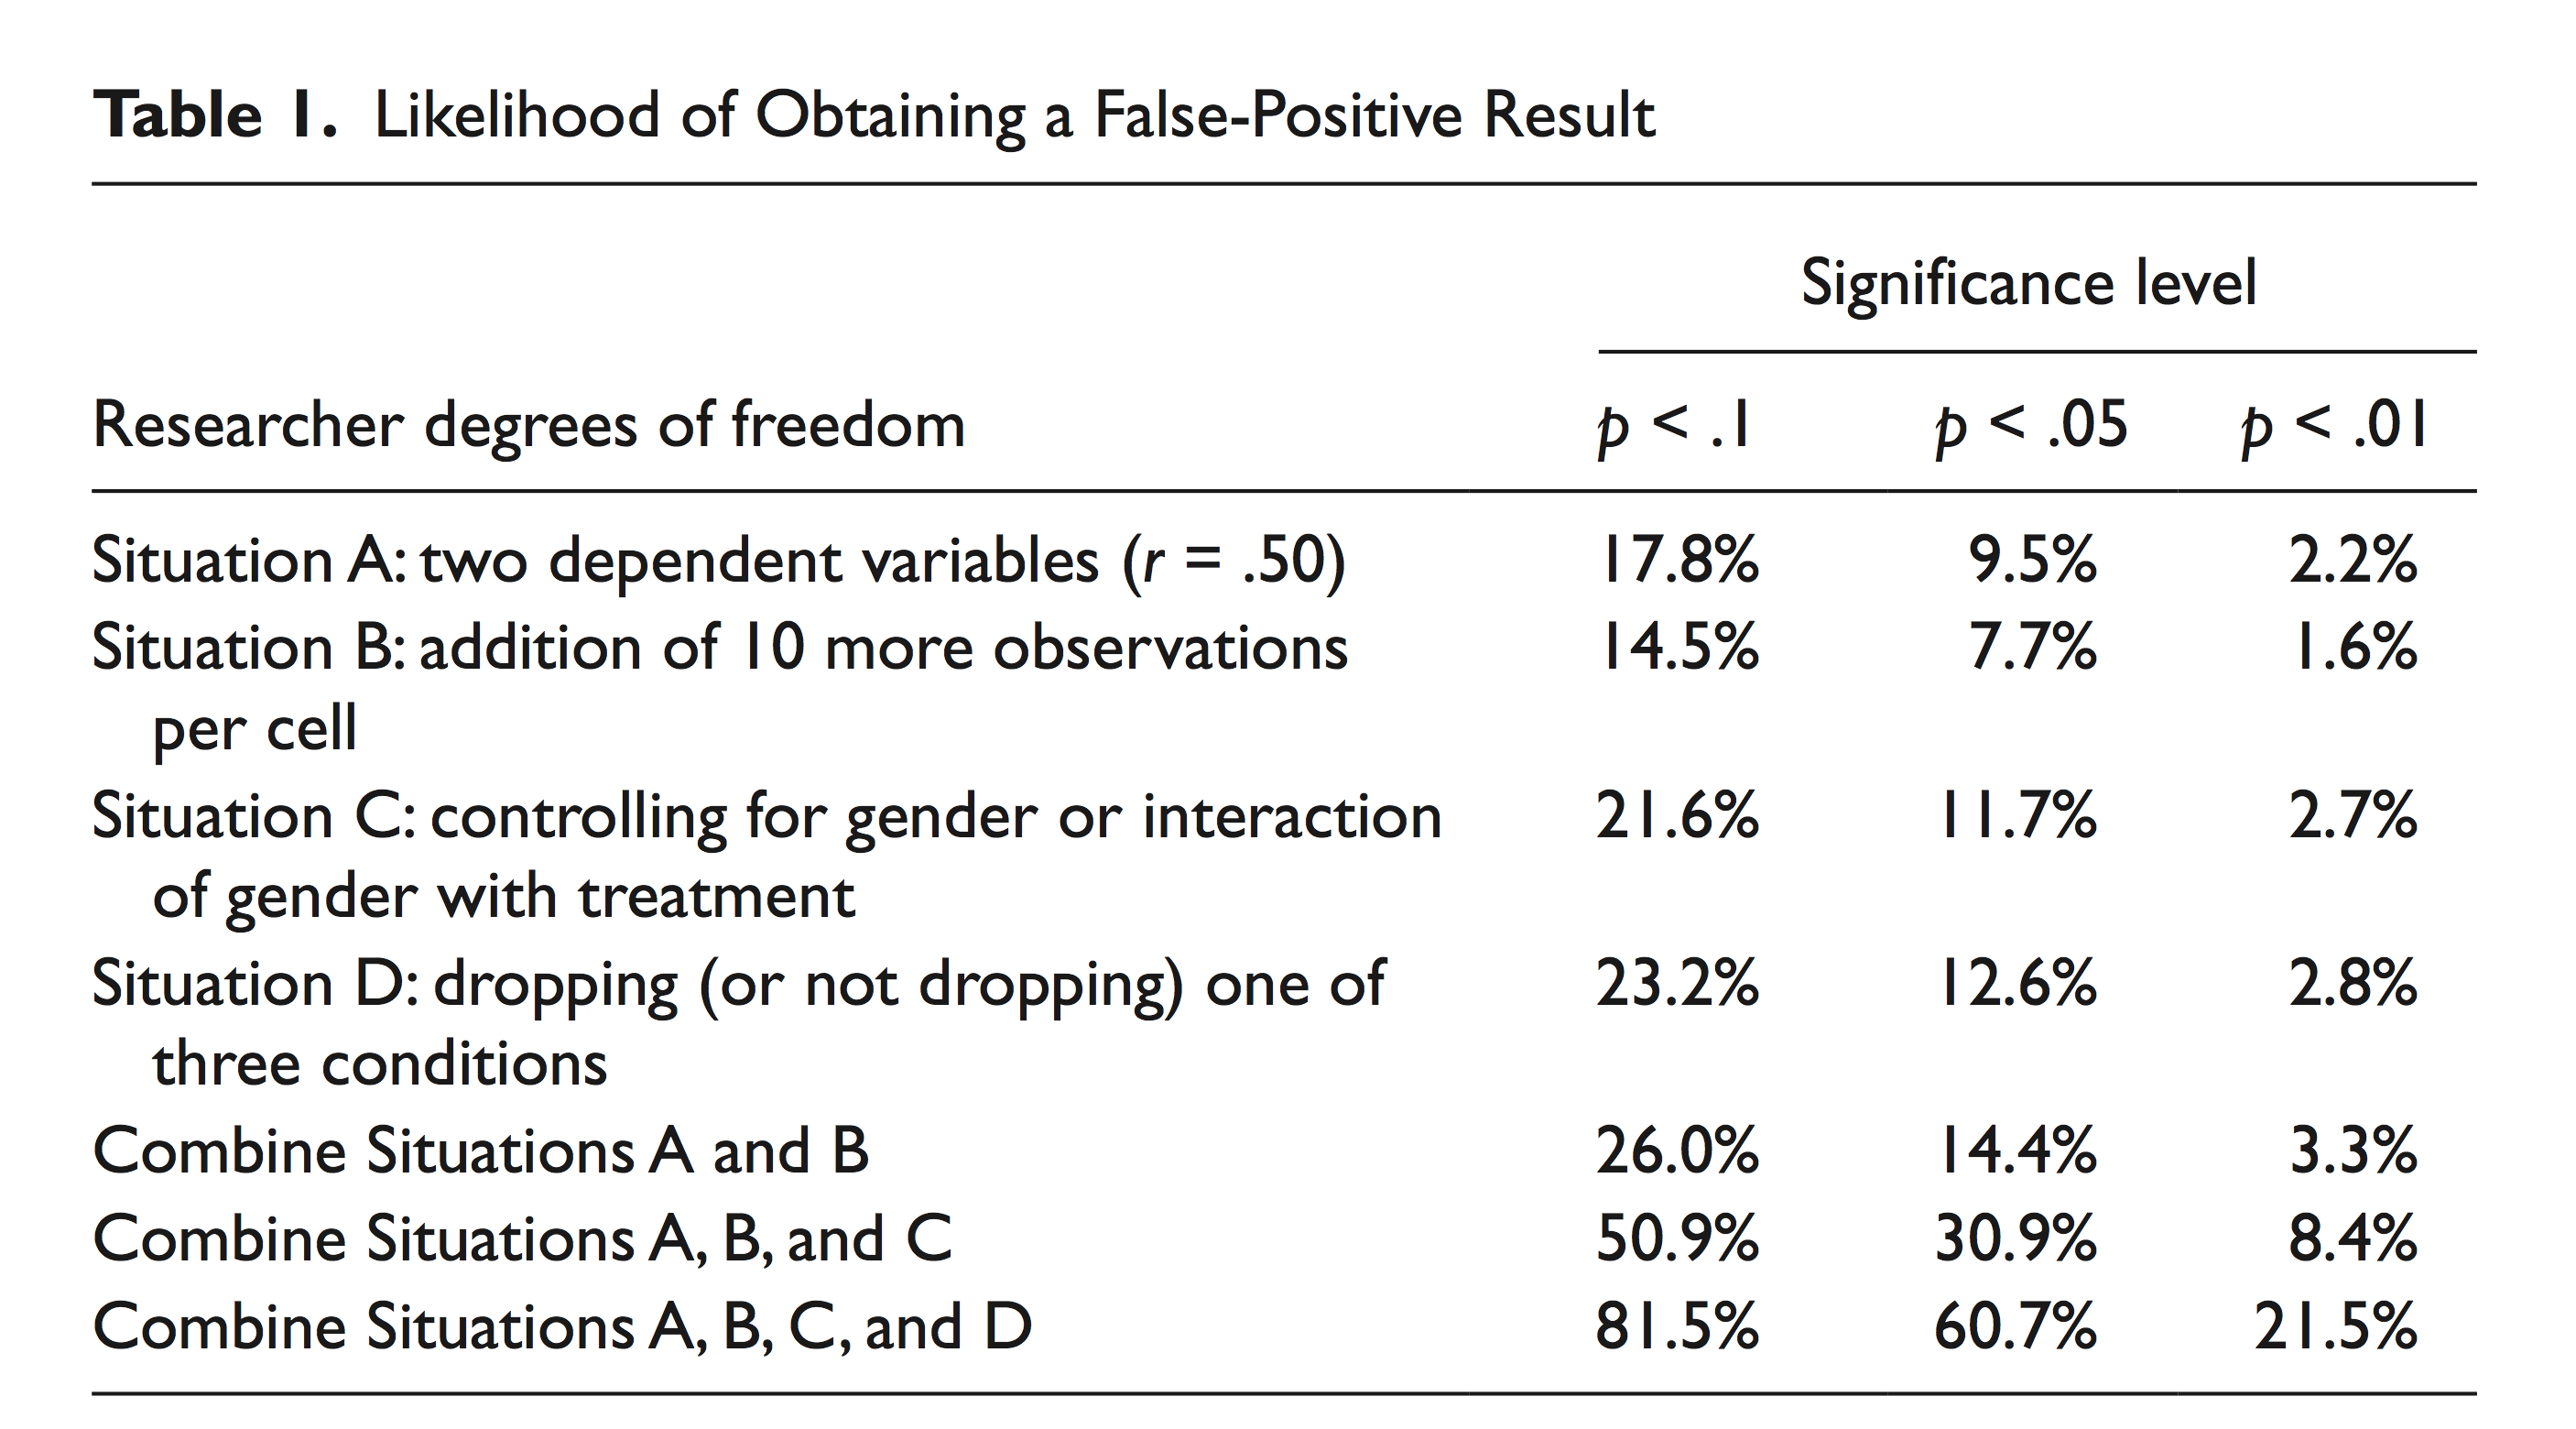 Table 1. Likelihood of Obtaining a False-Positive Result
Significance level
Researcher degrees of freedom p < .1 p < .05 p < .01
Situation A: two dependent variables (r = .50) 17.8% 9.5% 2.2%
Situation B: addition of 10 more observations 14.5% 7.7% 1.6%
per cell
Situation C: controlling for gender or interaction 21.6% 11.7% 2.7%
of gender with treatment
Situation D: dropping (or not dropping) one of 23.2% 12.6% 2.8%
three conditions
Combine Situations A and B 26.0% 14.4% 3.3%
Combine Situations A, B, and C 50.9% 30.9% 8.4%
Combine Situations A, B, C, and D 81.5% 60.7% 21.5%